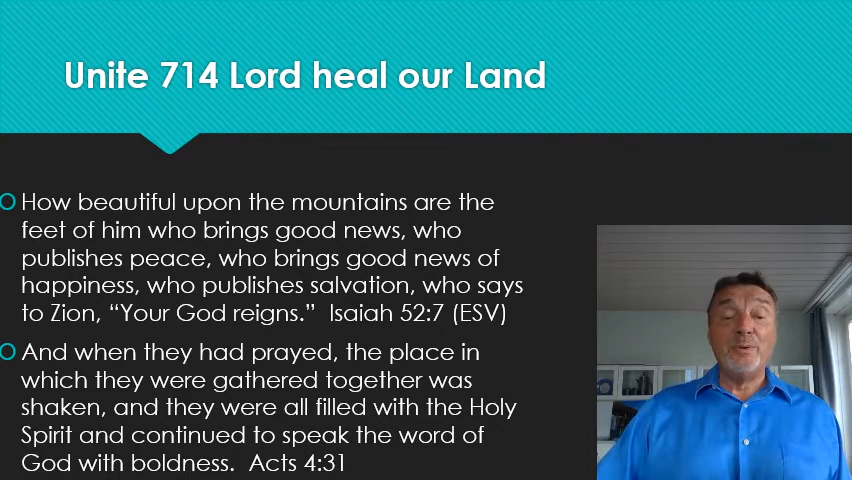 Unite 714 Lord heal our Land
How beautiful upon the mountains are the
feet of him who brings good news, who
publishes peace, who brings good news of
happiness, who publishes salvation, who says
to Zion, “Your God reigns.”  Isaiah 52:7 (ESV)
And when they had prayed, the place in
which they were gathered together was
shaken, and they were all filled with the Holy
Spirit and continued to speak the word of
God with boldness.  Acts 4:31